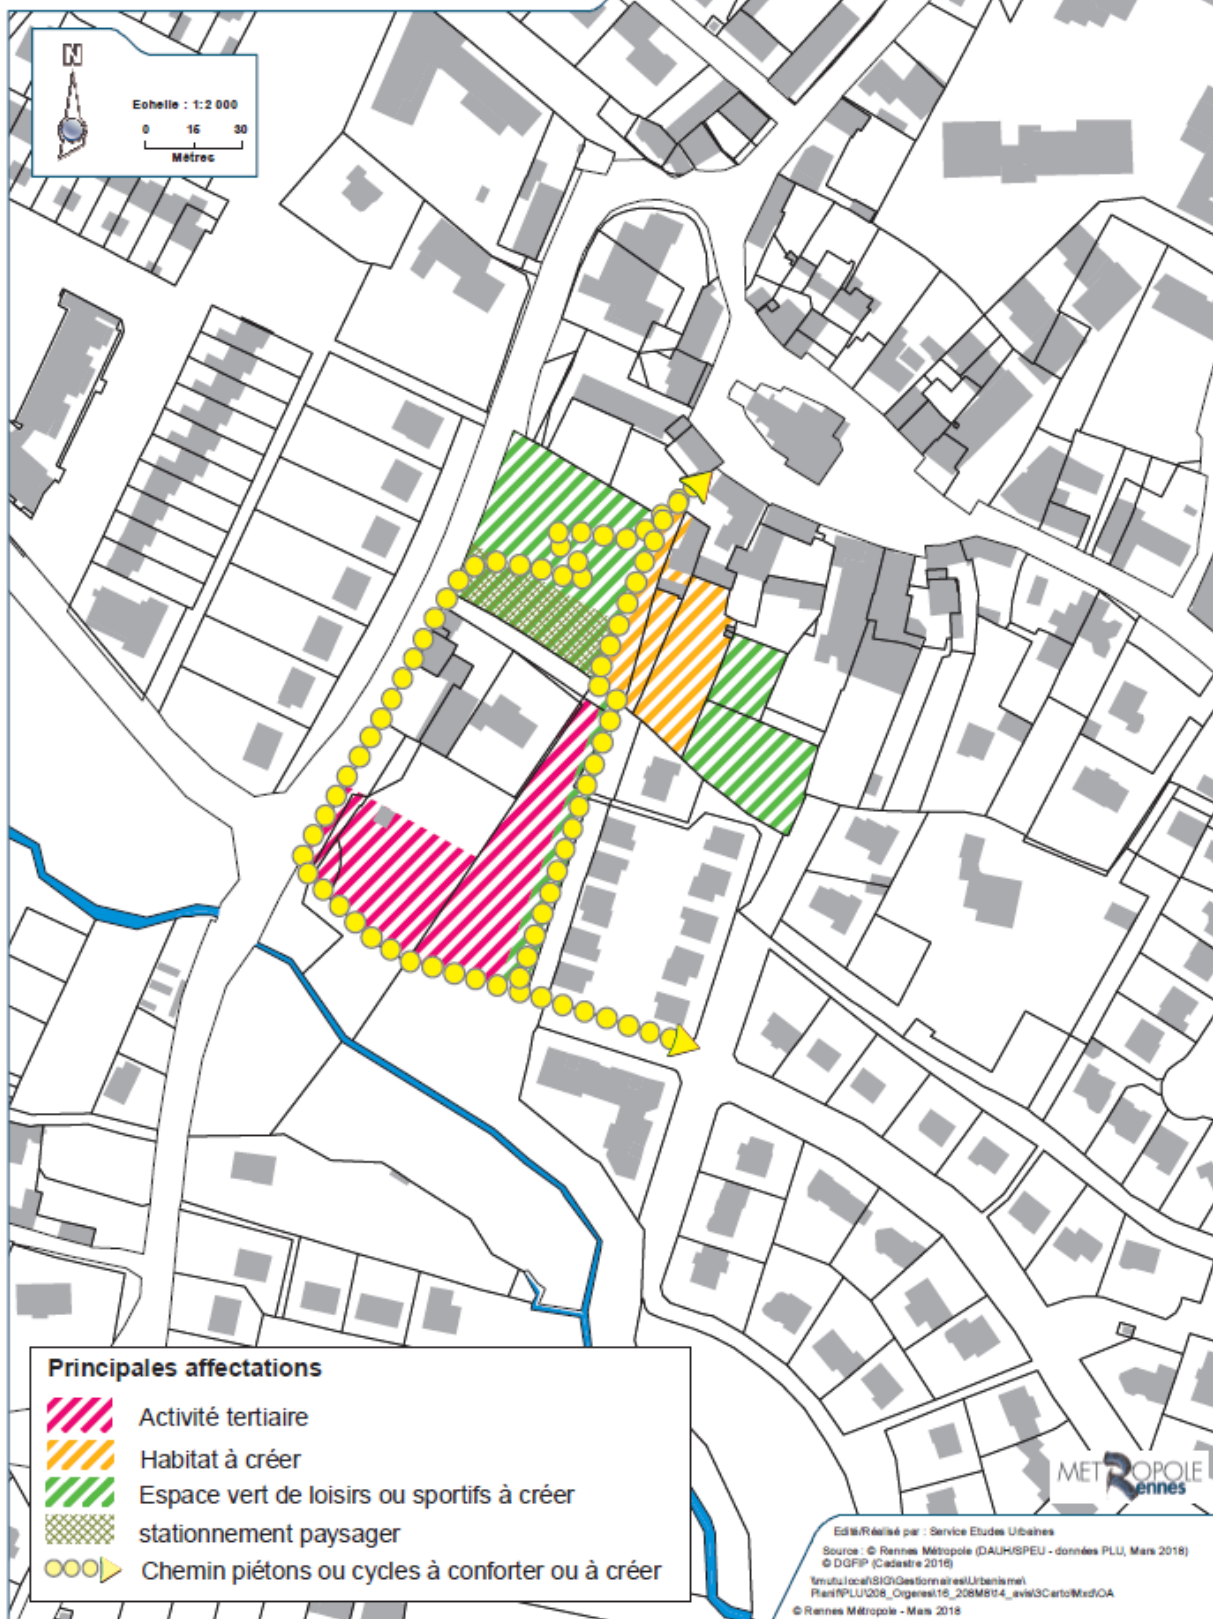 N
Echelle : 1:2 000
0 15 30
Mètres
Principales affectations
Activité tertiaire
Habitat à créer
Espace vert de loisirs ou sportifs à créer
stationnement paysager
Chemin piétons ou cycles à conforter ou à créer
METROPOLE
Rennes
Edité/Réalisé par : Service Etudes Urbaines
Source : © Rennes Métropole (DAUH/SPEU - données PLU, Mars 2018)
© DGFIP (Cadastre 2016)
© Rennes Métropole - Mars 2018